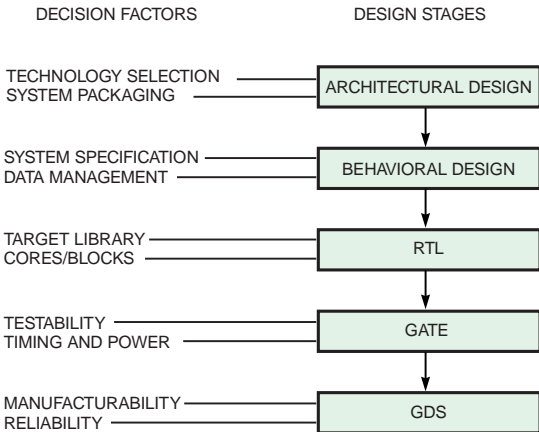 DECISION FACTORS
DESIGN STAGES
TECHNOLOGY SELECTION
SYSTEM PACKAGING
ARCHITECTURAL DESIGN
SYSTEM SPECIFICATION
DATA MANAGEMENT
BEHAVIORAL DESIGN
TARGET LIBRARY
CORES/BLOCKS
RTL
TESTABILITY
TIMING AND POWER
GATE
MANUFACTURABILITY
RELIABILITY
GDS